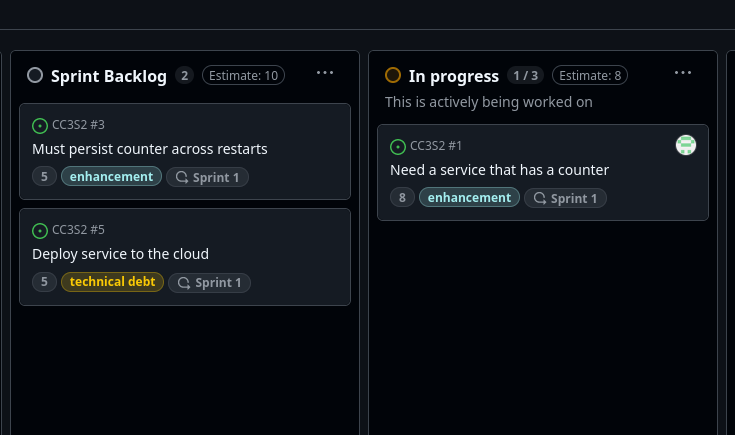 Sprint Backlog 2 Estimate: 10 ...
CC3S2 #3
Must persist counter across restarts
5 enhancement Sprint 1
CC3S2 #5
Deploy service to the cloud
5 technical debt Sprint 1
In progress 1 / 3 Estimate: 8 ...
This is actively being worked on
CC3S2 #1
Need a service that has a counter
8 enhancement Sprint 1